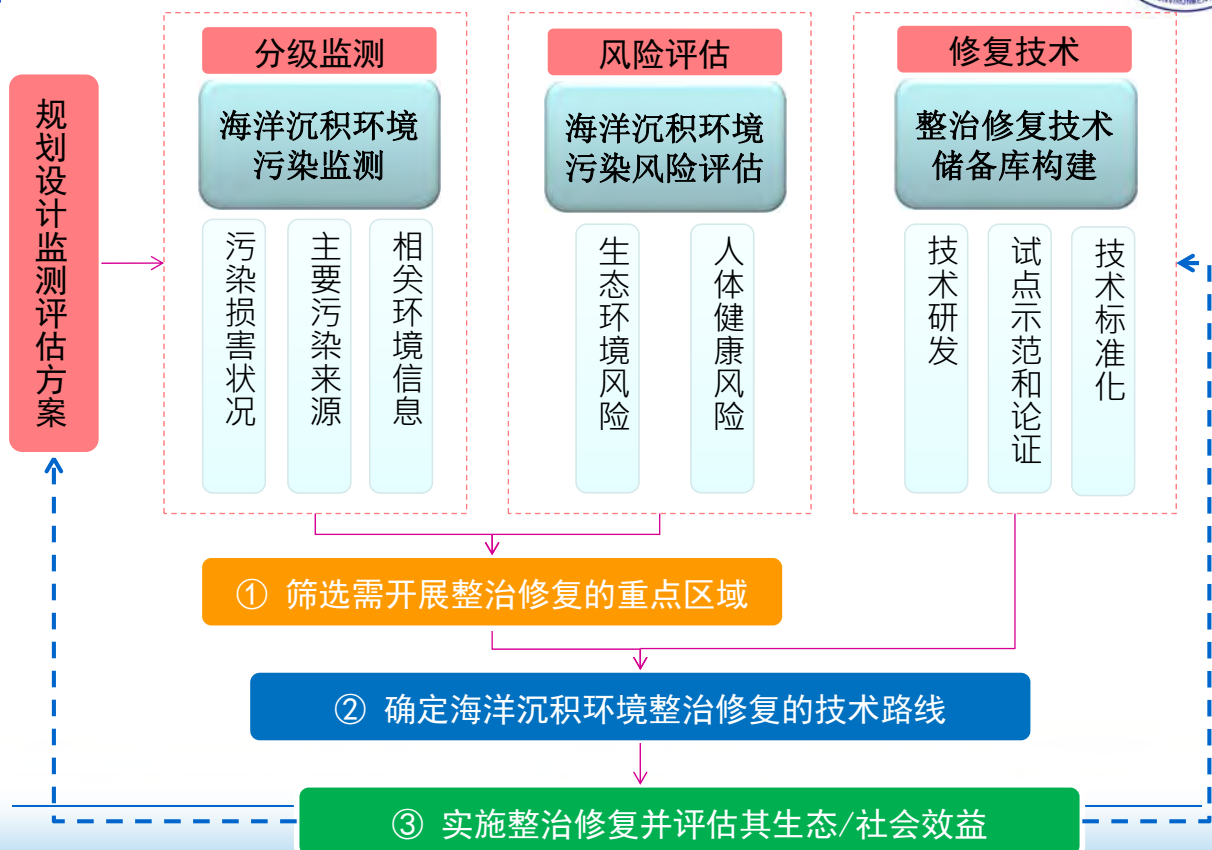 规划设计监测评估方案
分级监测
海洋沉积环境
污染监测
污染损害状况
主要污染来源
相关环境信息
风险评估
海洋沉积环境
污染风险评估
生态环境风险
人体健康风险
修复技术
整治修复技术
储备库构建
技术研发
试点示范和论证
技术标准化
① 筛选需开展整治修复的重点区域
② 确定海洋沉积环境整治修复的技术路线
③ 实施整治修复并评估其生态/社会效益